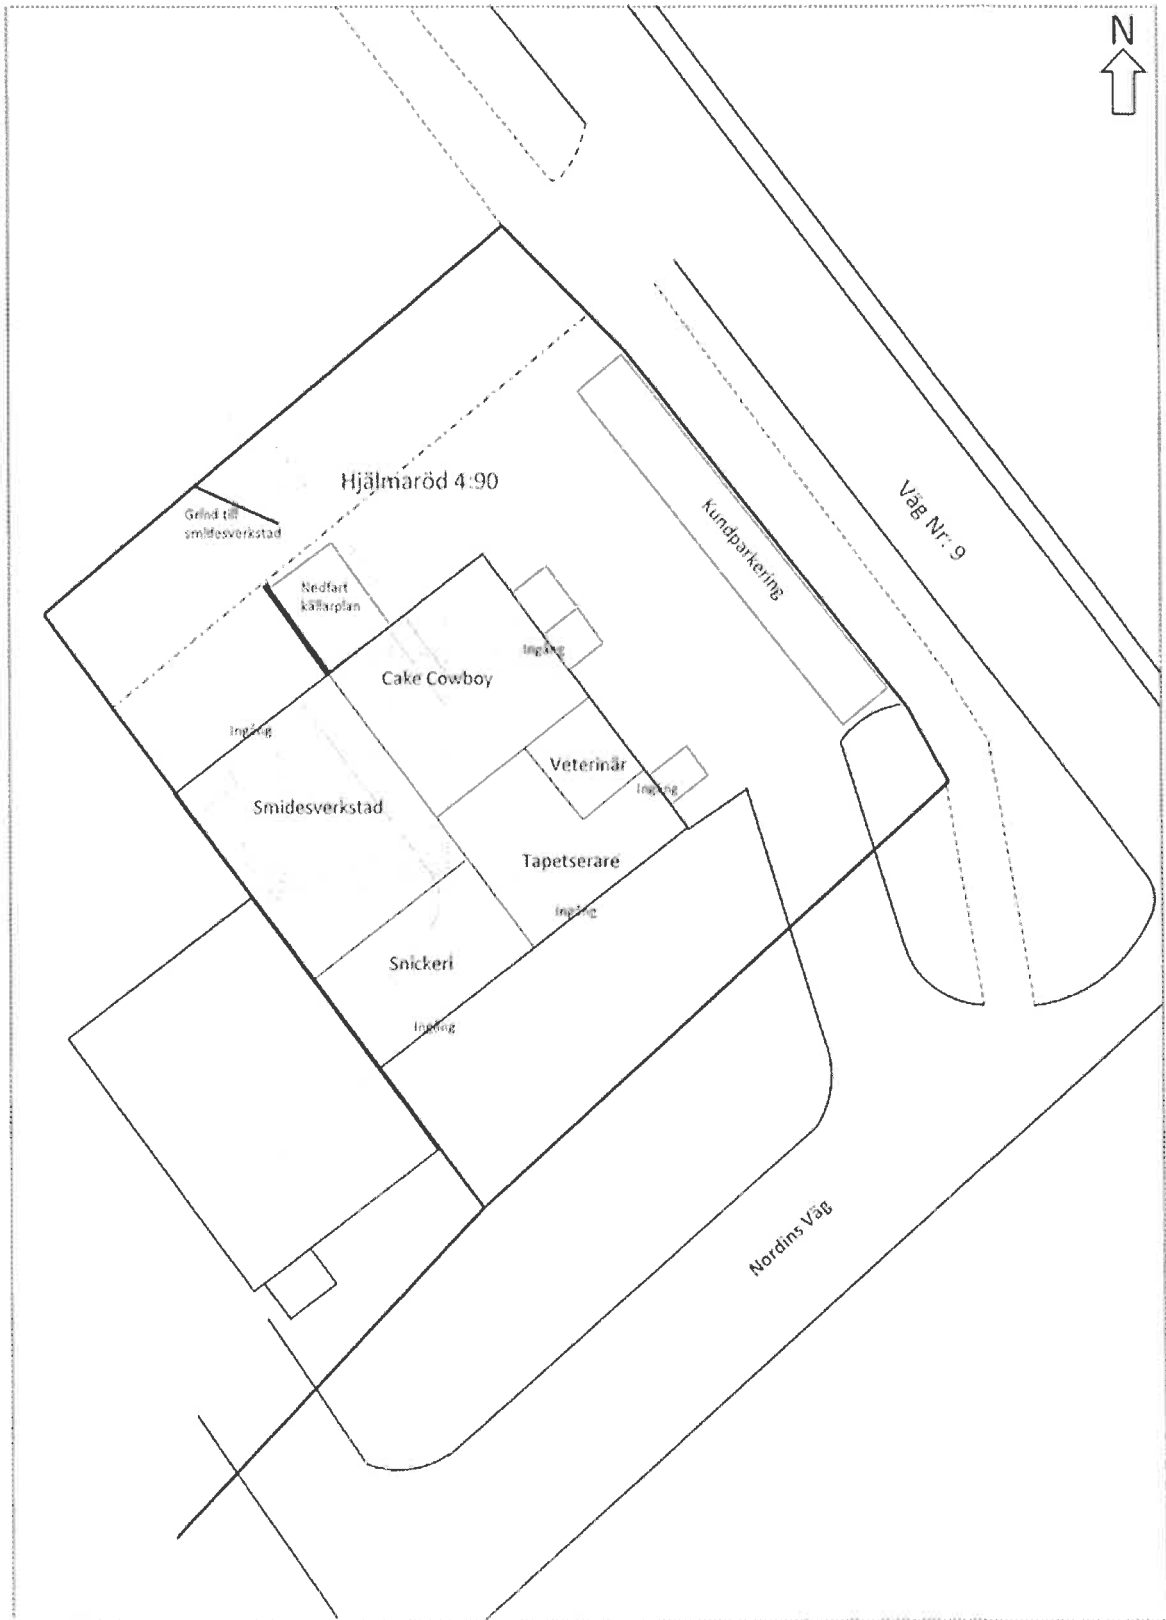 N
Hjälmaröd 4:90
Väg Nr: 9
Kundparkering
Grind till
smidesverkstad
Nedfart
källarplan
Ingång
Cake Cowboy
Ingång
Veterinär
Ingång
Smidesverkstad
Tapetserare
Ingång
Snickeri
Ingång
Nordins Väg